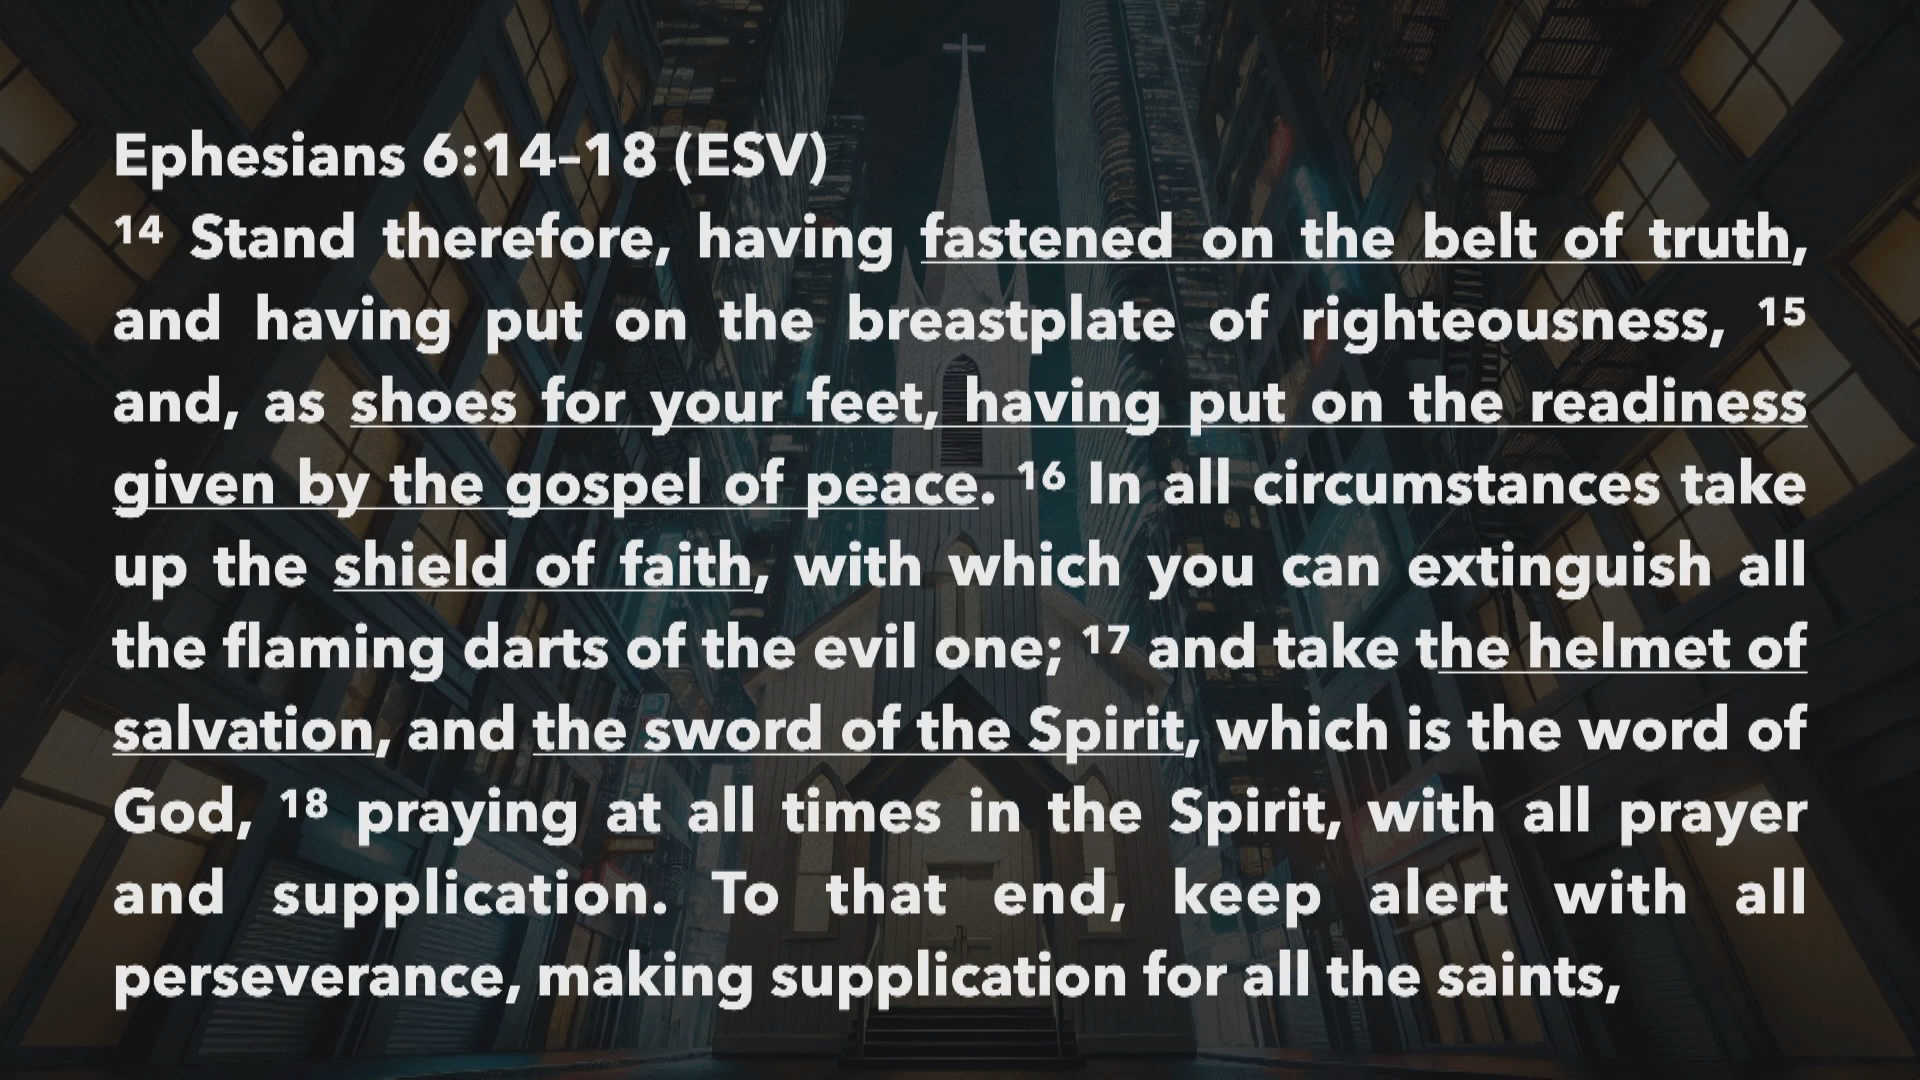 Ephesians 6:14–18 (ESV)
¹⁴ Stand therefore, having fastened on the belt of truth,
and having put on the breastplate of righteousness, ¹⁵
and, as shoes for your feet, having put on the readiness
given by the gospel of peace. ¹⁶ In all circumstances take
up the shield of faith, with which you can extinguish all
the flaming darts of the evil one; ¹⁷ and take the helmet of
salvation, and the sword of the Spirit, which is the word of
God, ¹⁸ praying at all times in the Spirit, with all prayer
and supplication. To that end, keep alert with all
perseverance, making supplication for all the saints,